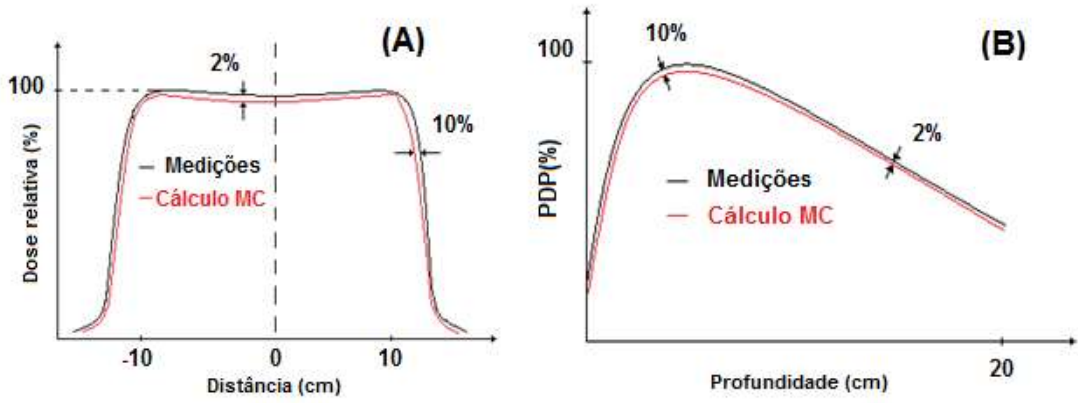 (A)
100
2%
10%
Medições
Cálculo MC
Dose relativa (%)
-10
0
10
Distância (cm)
(B)
100
10%
2%
Medições
Cálculo MC
PDP(%)
20
Profundidade (cm)